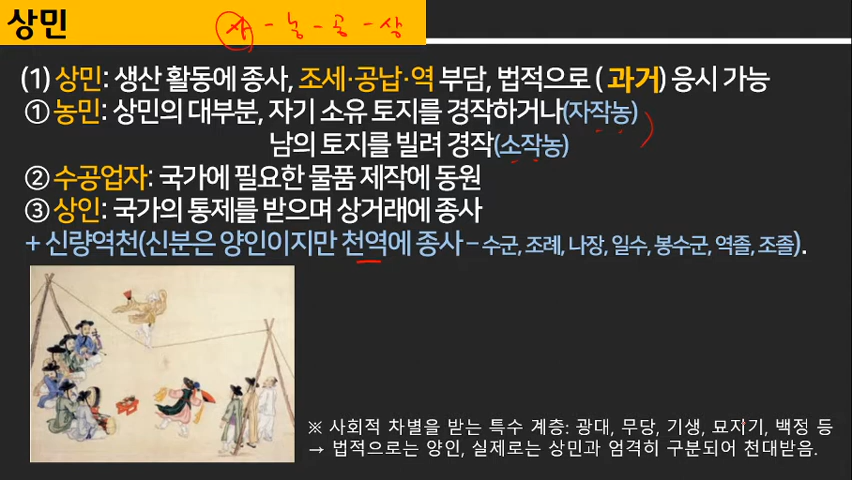 상민
사 - 농 - 공 - 상
(1) 상민: 생산 활동에 종사, 조세·공납·역 부담, 법적으로 ( 과거 ) 응시 가능
① 농민: 상민의 대부분, 자기 소유 토지를 경작하거나(자작농)
남의 토지를 빌려 경작(소작농)
② 수공업자: 국가에 필요한 물품 제작에 동원
③ 상인: 국가의 통제를 받으며 상거래에 종사
+ 신량역천(신분은 양인이지만 천역에 종사 – 수군, 조례, 나장, 일수, 봉수군, 역졸, 조졸).
※ 사회적 차별을 받는 특수 계층: 광대, 무당, 기생, 묘지기, 백정 등
→ 법적으로는 양인, 실제로는 상민과 엄격히 구분되어 천대받음.